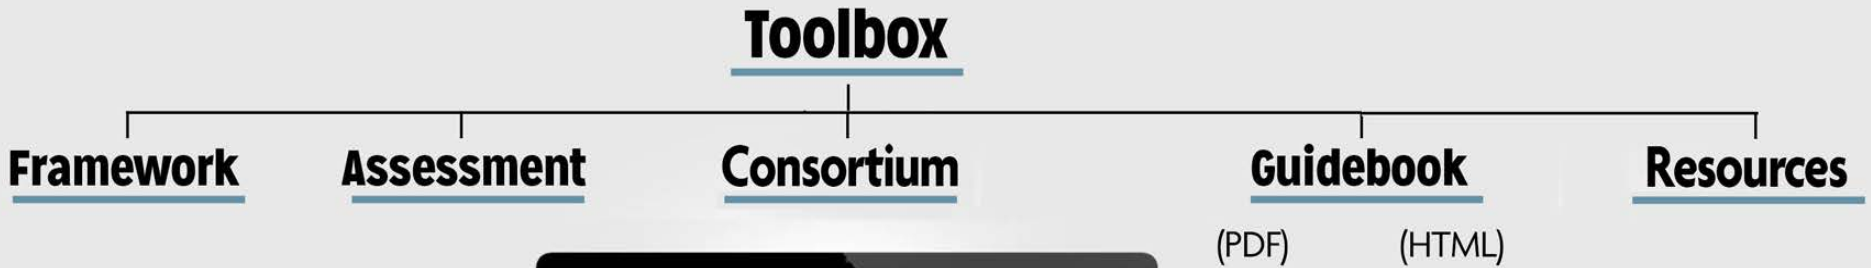 Toolbox
Framework Assessment Consortium Guidebook Resources
(PDF) (HTML)